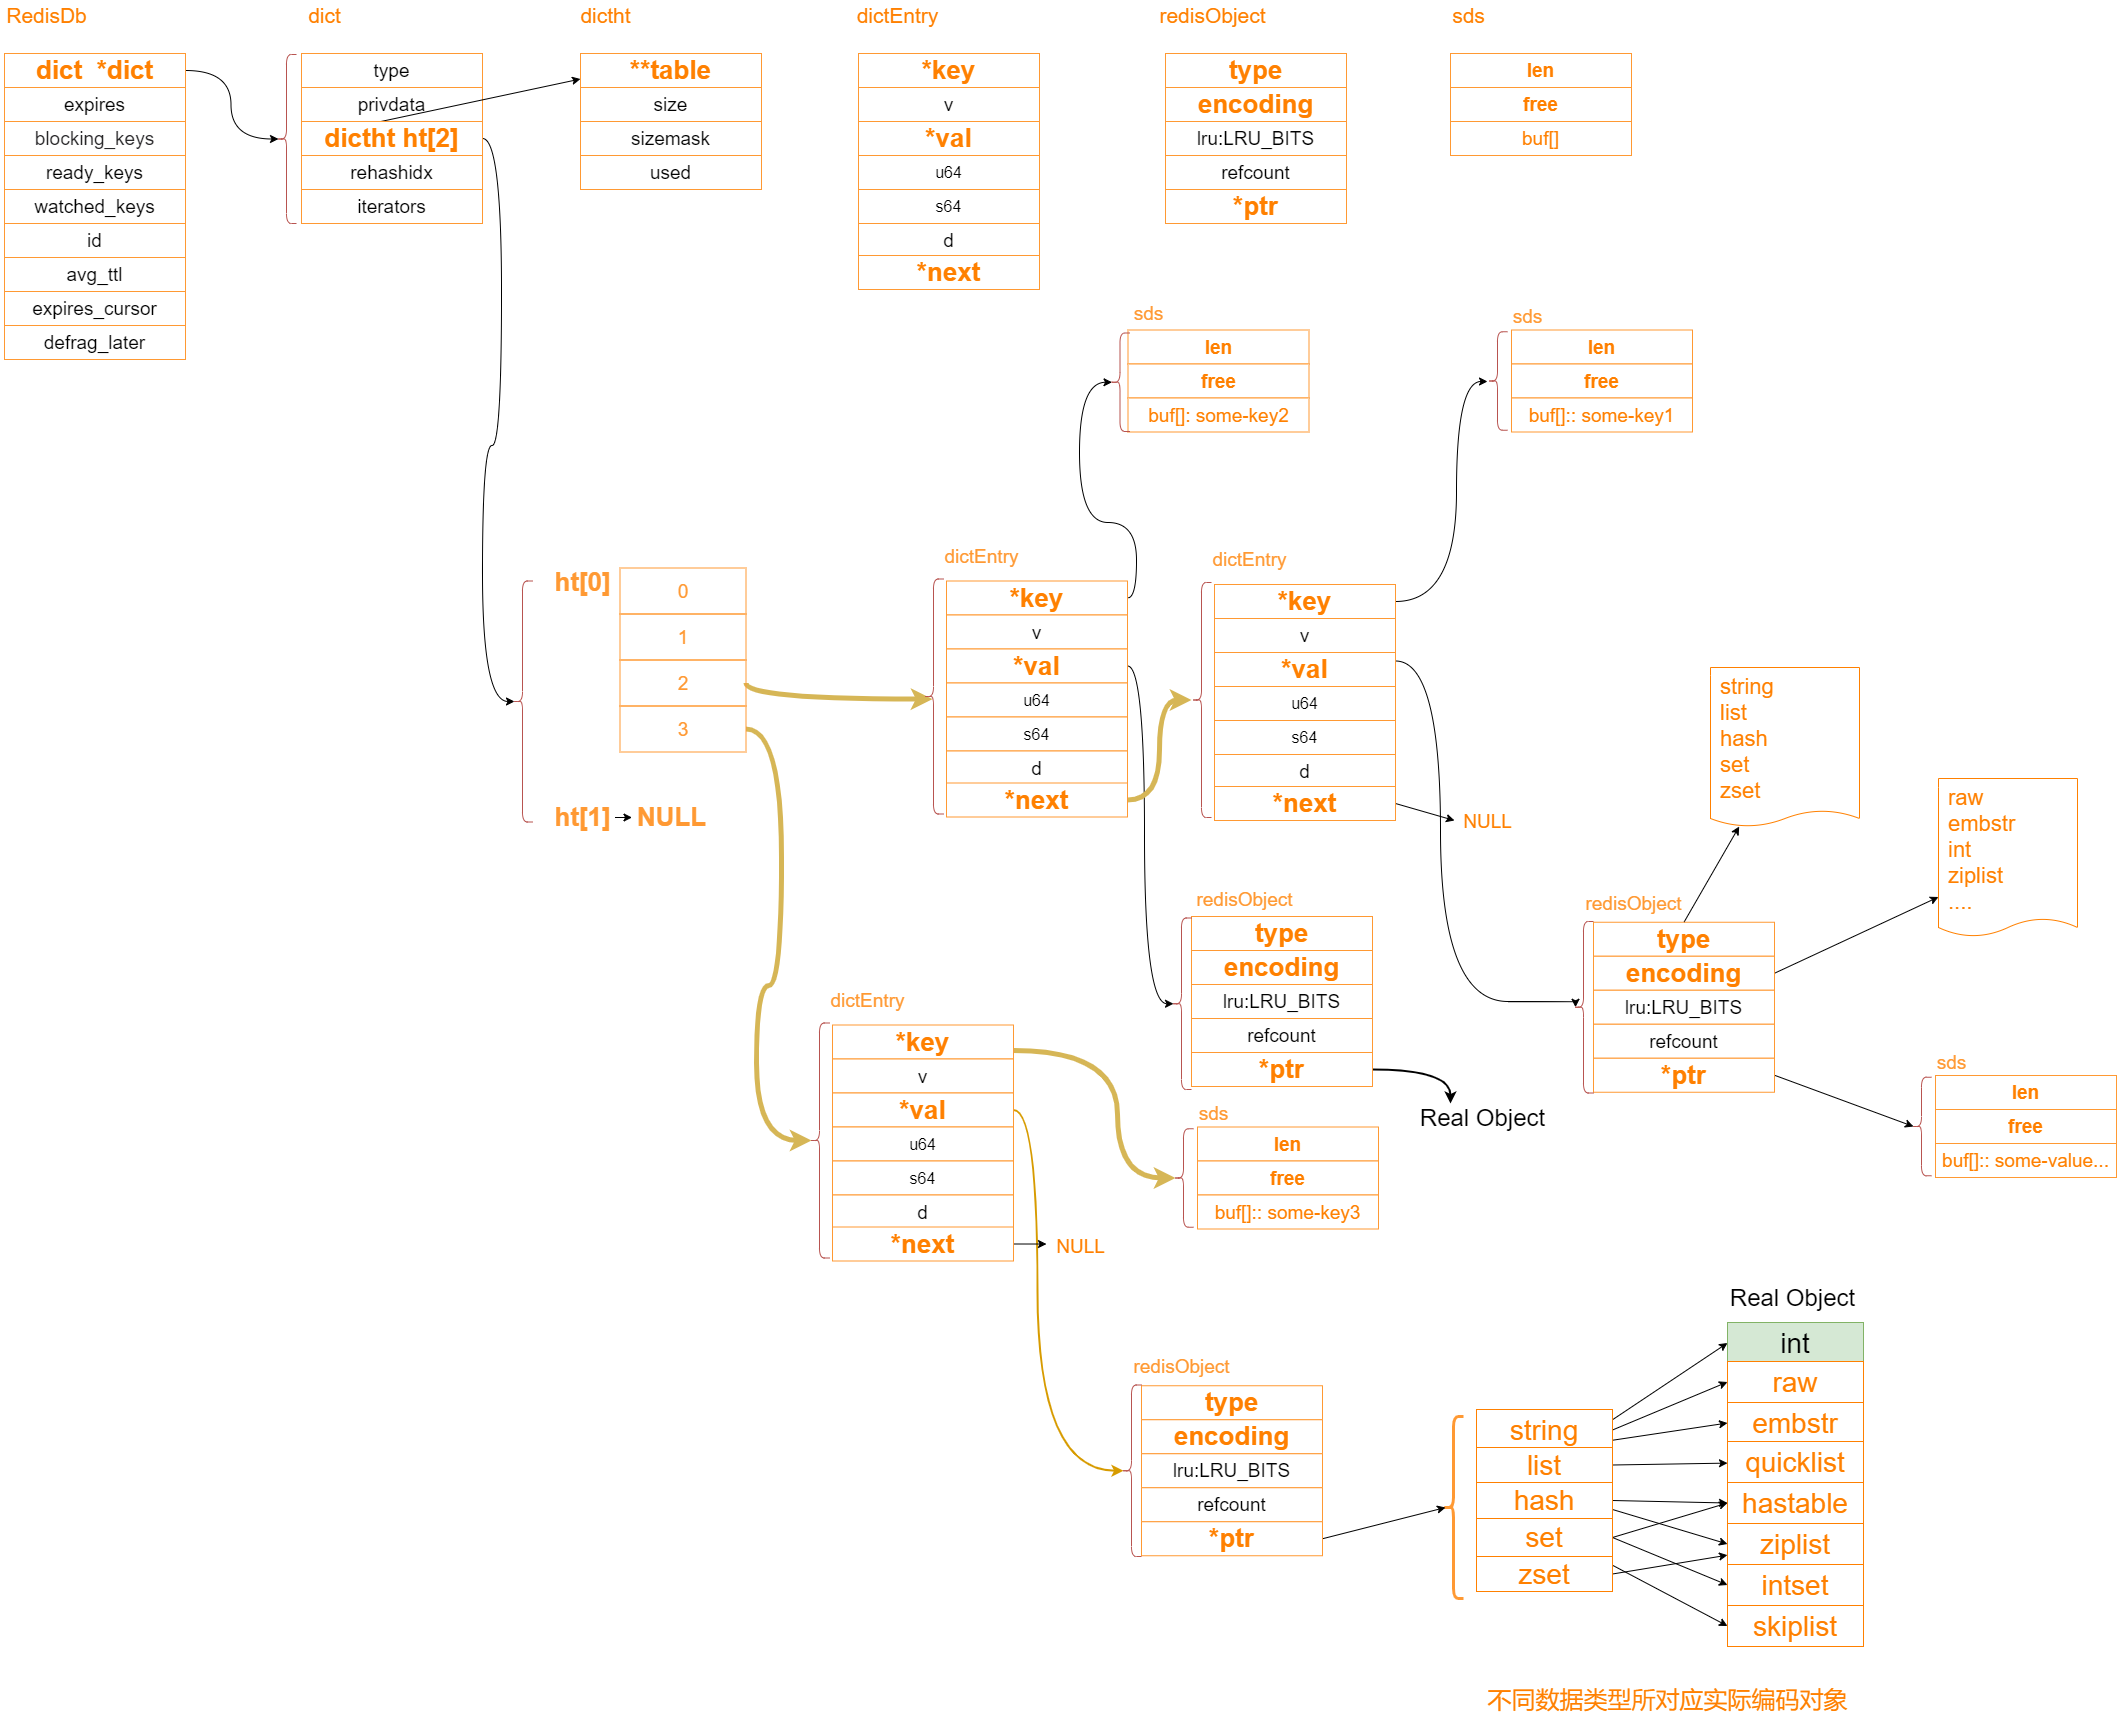 RedisDb
dict *dict
expires
blocking_keys
ready_keys
watched_keys
id
avg_ttl
expires_cursor
defrag_later
dict
type
privdata
dictht ht[2]
rehashidx
iterators
dictht
**table
size
sizemask
used
dictEntry
*key
v
*val
u64
s64
d
*next
redisObject
type
encoding
lru:LRU_BITS
refcount
*ptr
sds
len
free
buf[]
sds
len
free
buf[]: some-key2
sds
len
free
buf[]:: some-key1
ht[0]
0
1
2
3
ht[1]
NULL
dictEntry
*key
v
*val
u64
s64
d
*next
dictEntry
*key
v
*val
u64
s64
d
*next
NULL
string
list
hash
set
zset
raw
embstr
int
ziplist
....
redisObject
type
encoding
lru:LRU_BITS
refcount
*ptr
Real Object
redisObject
type
encoding
lru:LRU_BITS
refcount
*ptr
sds
len
free
buf[]:: some-value...
dictEntry
*key
v
*val
u64
s64
d
*next
NULL
sds
len
free
buf[]:: some-key3
redisObject
type
encoding
lru:LRU_BITS
refcount
*ptr
string
list
hash
set
zset
Real Object
int
raw
embstr
quicklist
hastable
ziplist
intset
skiplist
不同数据类型所对应实际编码对象